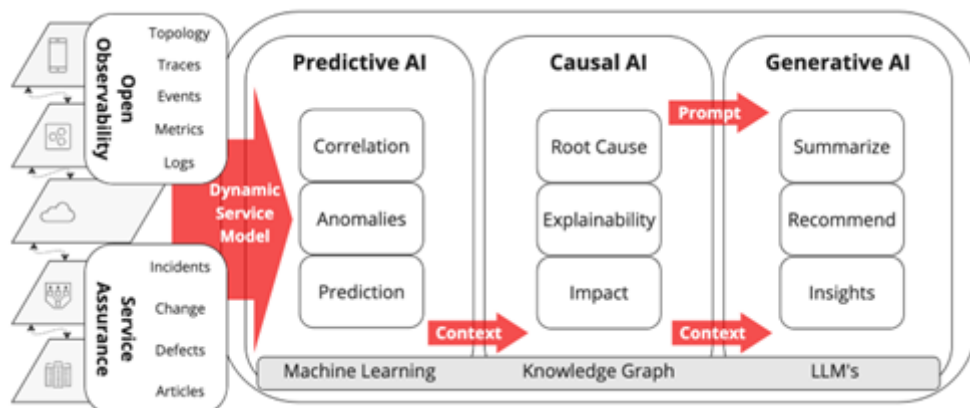 Open
Observability
Topology
Traces
Events
Metrics
Logs
Service
Assurance
Incidents
Change
Defects
Articles
Dynamic
Service
Model
Predictive AI
Correlation
Anomalies
Prediction
Context
Machine Learning
Causal AI
Root Cause
Explainability
Impact
Knowledge Graph
Prompt
Context
Generative AI
Summarize
Recommend
Insights
LLM's